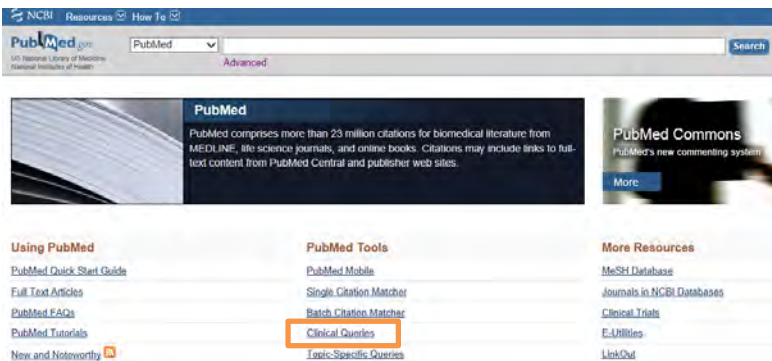 NCBI Resources How To
PubMed.gov
US National Library of Medicine
National Institutes of Health
PubMed
Search
Advanced
PubMed
PubMed comprises more than 23 million citations for biomedical literature from
MEDLINE, life science journals, and online books. Citations may include links to full-
text content from PubMed Central and publisher web sites.
PubMed Commons
PubMed's new commenting system
More
Using PubMed
PubMed Quick Start Guide
Full Text Articles
PubMed FAQs
PubMed Tutorials
New and Noteworthy
PubMed Tools
PubMed Mobile
Single Citation Matcher
Batch Citation Matcher
Clinical Queries
Topic-Specific Queries
More Resources
MeSH Database
Journals in NCBI Databases
Clinical Trials
E-Utilities
LinkOut